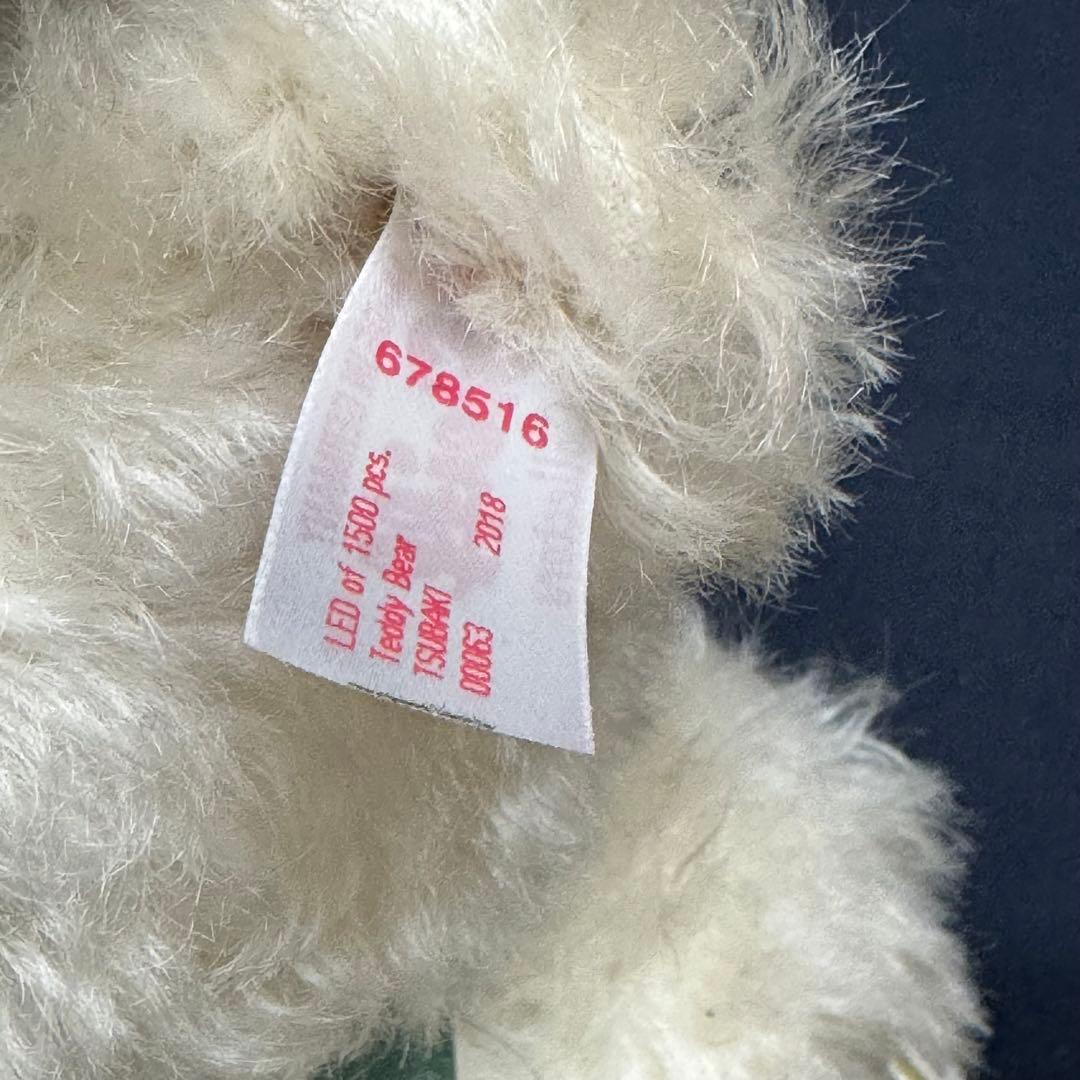 678516
LED of 1500 pcs.
Teddy Bear
TSUBAKI
00063 2018